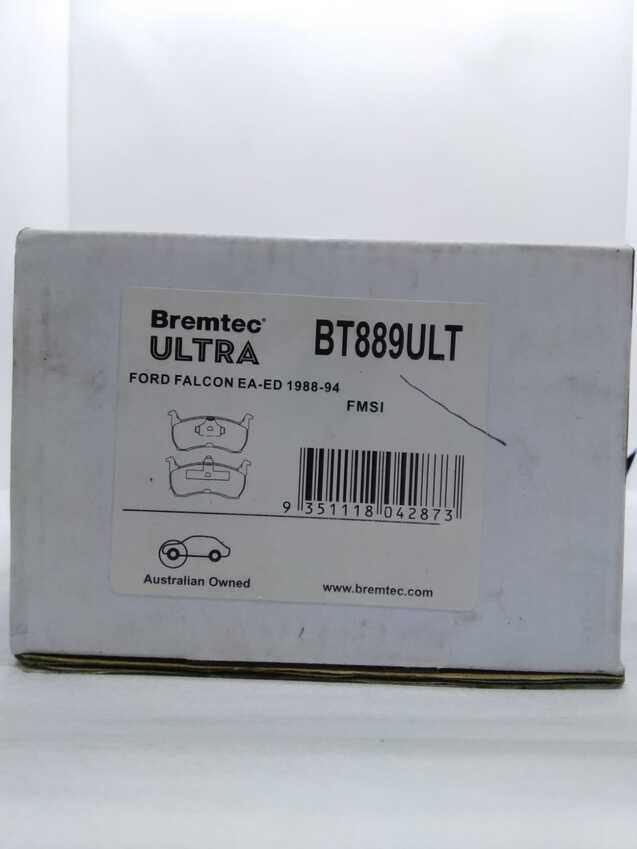 Bremtec®
ULTRA
BT889ULT
FORD FALCON EA-ED 1988-94
FMSI
9 351118 042873
Australian Owned
www.bremtec.com